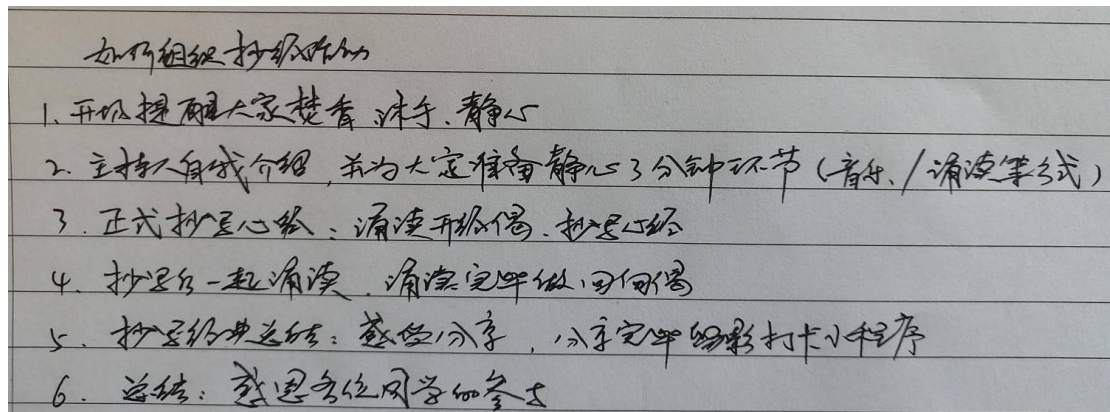 如何组织抄经活动
1. 开场提醒大家焚香、沐手、静心
2. 主持人自我介绍,并为大家准备静心3分钟环节(音乐/诵读等方式)
3. 正式抄写心经:诵读开经偈、抄写心经
4. 抄写后一起诵读,诵读完毕做回向偈
5. 抄写经典总结:感受分享,分享完毕拍影打卡小程序
6. 总结:感恩各位同学的参与